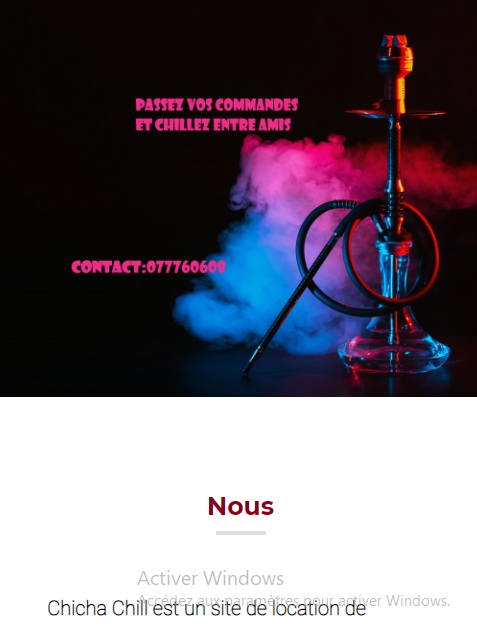 PASSEZ VOS COMMANDES
ET CHILLEZ ENTRE AMIS
CONTACT:077760608
Nous
Activer Windows
Accédez aux paramètres pour activer Windows.
Chicha Chill est un site de location de